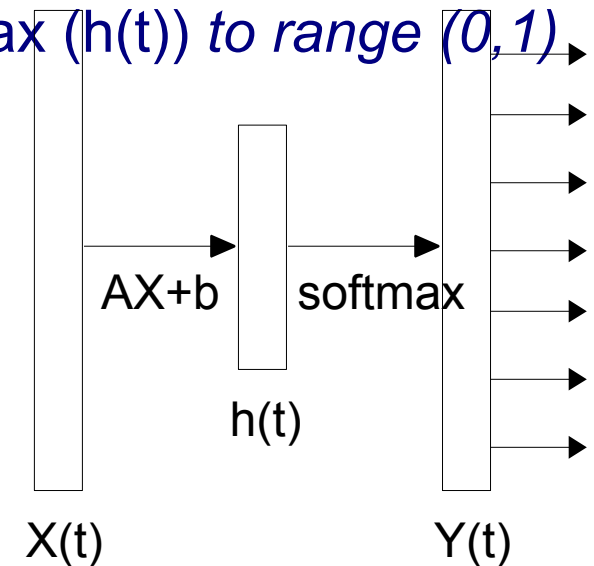 ax (h(t)) to range (0,1)
AX+b softmax
h(t)
X(t) Y(t)